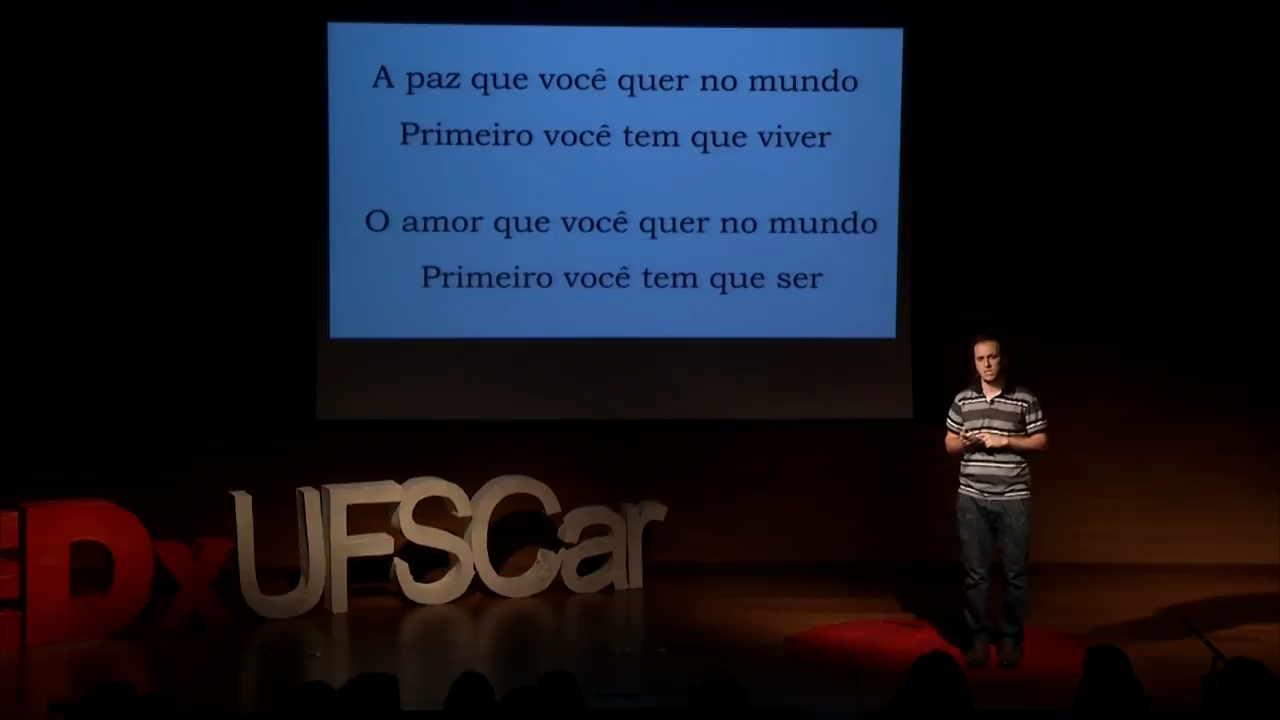 A paz que você quer no mundo
Primeiro você tem que viver
O amor que você quer no mundo
Primeiro você tem que ser
EDx UFSCar